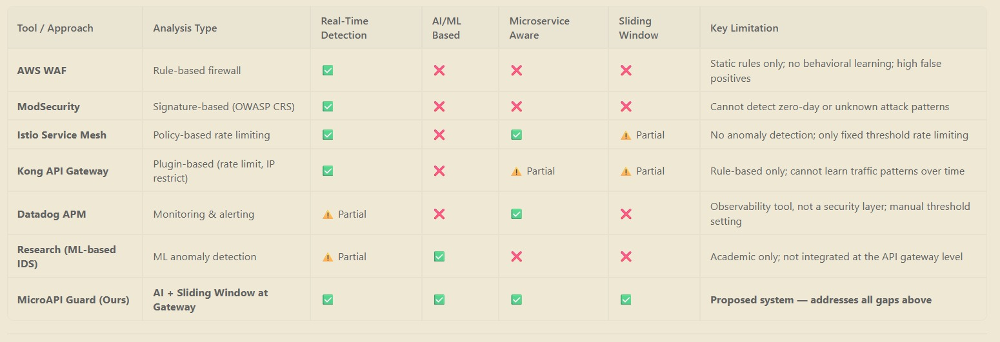 Tool / Approach
Analysis Type
Real-Time
Detection
AI/ML
Based
Microservice
Aware
Sliding
Window
Key Limitation
AWS WAF
Rule-based firewall
✅
❌
❌
❌
Static rules only; no behavioral learning; high false
positives
ModSecurity
Signature-based (OWASP CRS)
✅
❌
❌
❌
Cannot detect zero-day or unknown attack patterns
Istio Service Mesh
Policy-based rate limiting
✅
❌
✅
⚠️ Partial
No anomaly detection; only fixed threshold rate limiting
Kong API Gateway
Plugin-based (rate limit, IP
restrict)
✅
❌
⚠️ Partial
⚠️ Partial
Rule-based only; cannot learn traffic patterns over time
Datadog APM
Monitoring & alerting
⚠️ Partial
❌
✅
❌
Observability tool, not a security layer; manual threshold
setting
Research (ML-based
IDS)
ML anomaly detection
⚠️ Partial
✅
❌
❌
Academic only; not integrated at the API gateway level
MicroAPI Guard (Ours)
AI + Sliding Window at
Gateway
✅
✅
✅
✅
Proposed system — addresses all gaps above